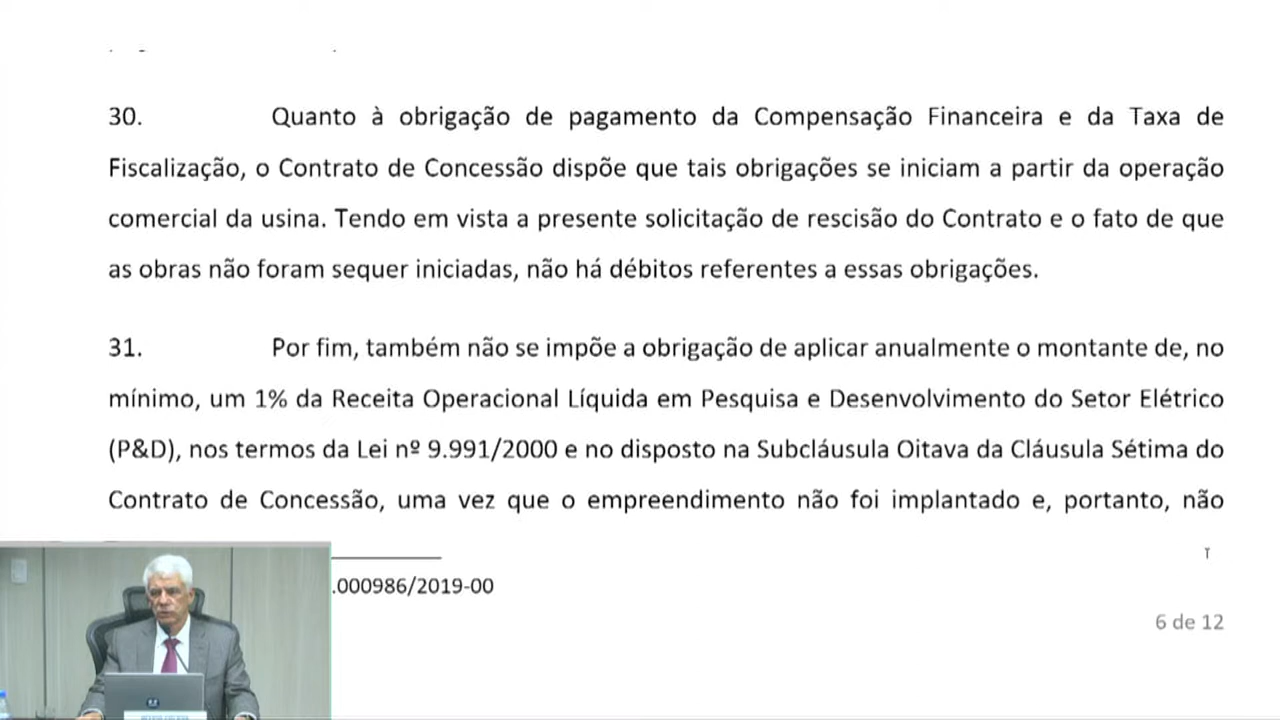 30. Quanto à obrigação de pagamento da Compensação Financeira e da Taxa de
Fiscalização, o Contrato de Concessão dispõe que tais obrigações se iniciam a partir da operação
comercial da usina. Tendo em vista a presente solicitação de rescisão do Contrato e o fato de que
as obras não foram sequer iniciadas, não há débitos referentes a essas obrigações.
31. Por fim, também não se impõe a obrigação de aplicar anualmente o montante de, no
mínimo, um 1% da Receita Operacional Líquida em Pesquisa e Desenvolvimento do Setor Elétrico
(P&D), nos termos da Lei nº 9.991/2000 e no disposto na Subcláusula Oitava da Cláusula Sétima do
Contrato de Concessão, uma vez que o empreendimento não foi implantado e, portanto, não
.000986/2019-00
6 de 12